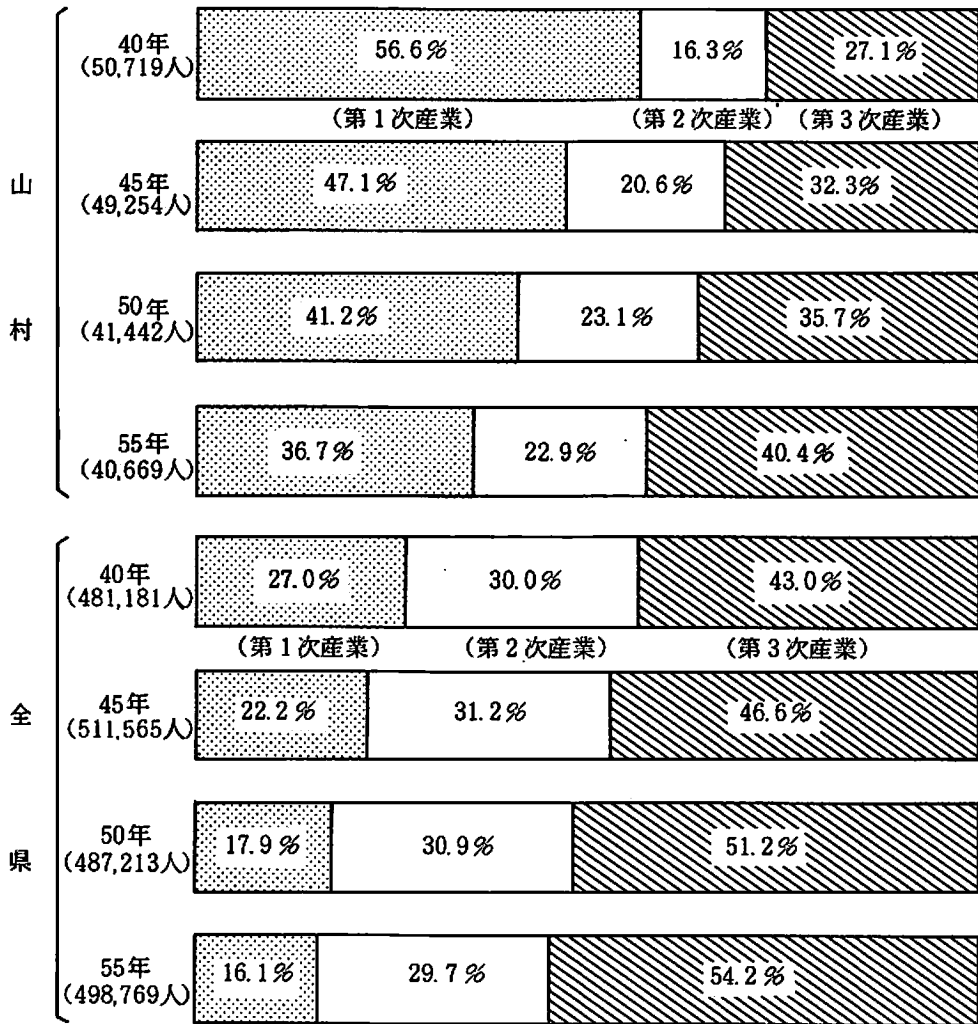 山村
40年
(50,719人)
56.6%
16.3%
27.1%
(第1次産業)
(第2次産業)
(第3次産業)
45年
(49,254人)
47.1%
20.6%
32.3%
50年
(41,442人)
41.2%
23.1%
35.7%
55年
(40,669人)
36.7%
22.9%
40.4%
全県
40年
(481,181人)
27.0%
30.0%
43.0%
(第1次産業)
(第2次産業)
(第3次産業)
45年
(511,565人)
22.2%
31.2%
46.6%
50年
(487,213人)
17.9%
30.9%
51.2%
55年
(498,769人)
16.1%
29.7%
54.2%